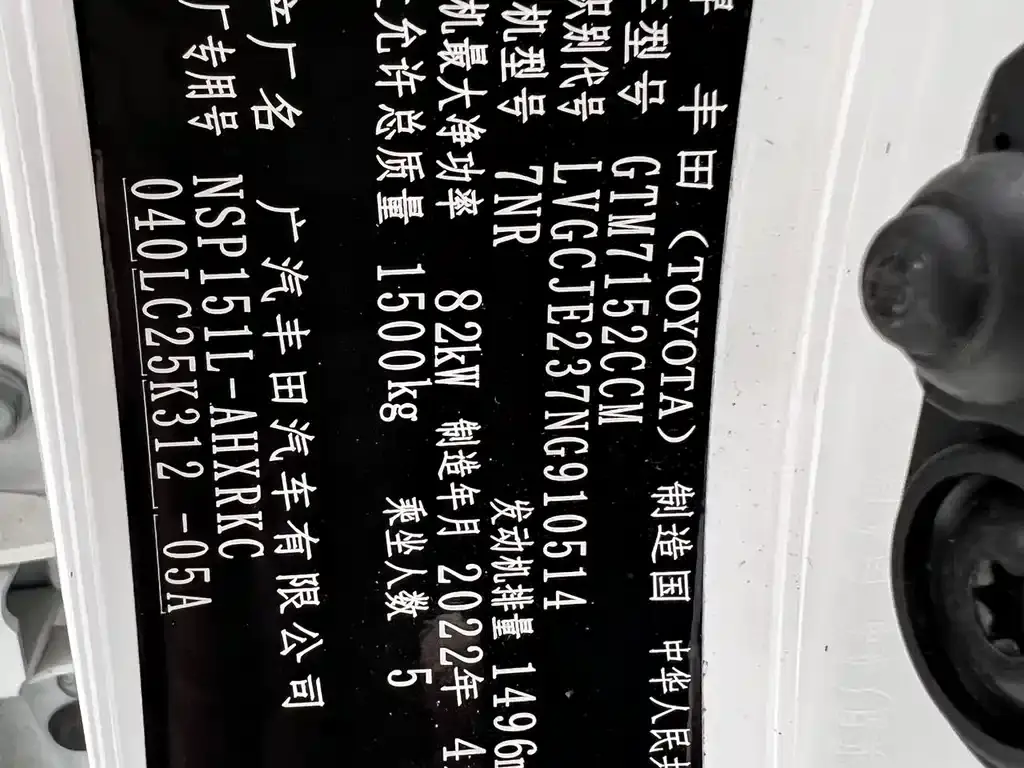 丰田（TOYOTA） 制造国 中华人民
车型号 GTM7152CCM
识别代号 LVGCJE237NG910514
机型号 7NR 发动机排量 1496m
机最大净功率 82kW 制造年月 2022年 4
允许总质量 1500kg 乘坐人数 5
厂名 广汽丰田汽车有限公司
厂专用号 NSP151L-AHXRKC
040LC25K312 -05A